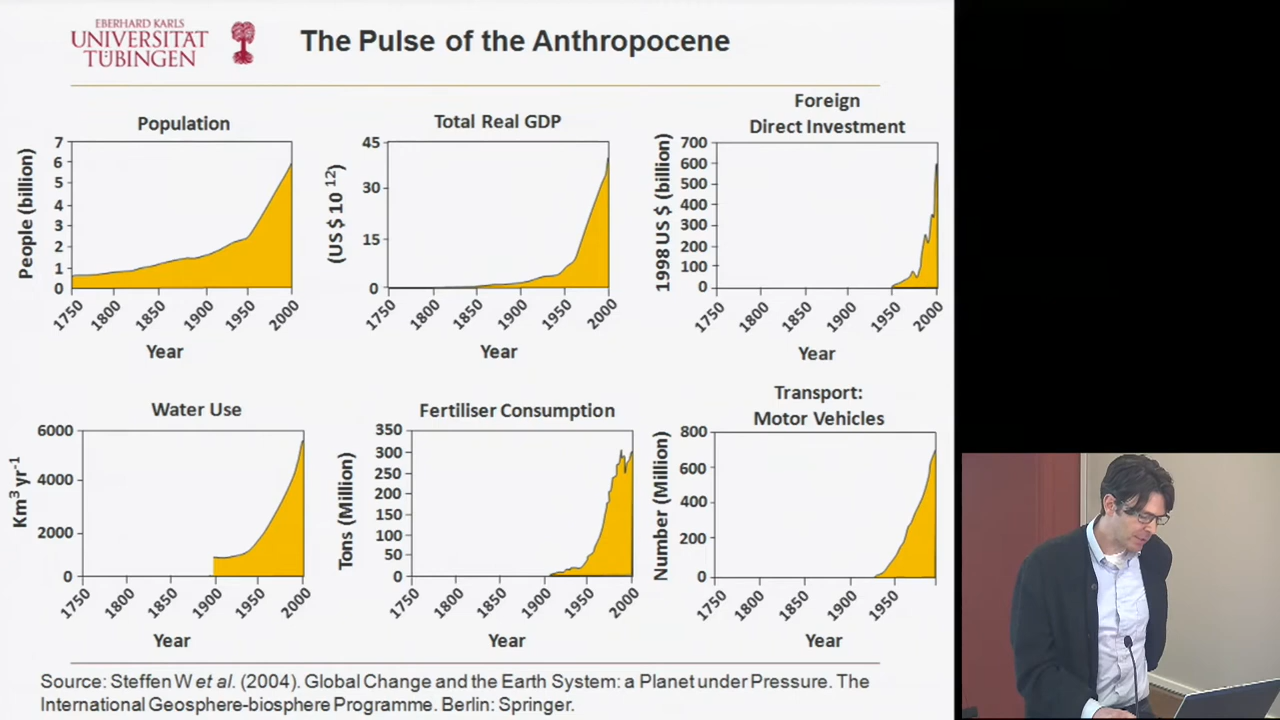 EBERHARD KARLS
UNIVERSITÄT
TÜBINGEN
The Pulse of the Anthropocene
Population
People (billion)
7
6
5
4
3
2
1
0
1750
1800
1850
1900
1950
2000
Year
Total Real GDP
(US $ 10 12)
45
30
15
0
1750
1800
1850
1900
1950
2000
Year
Foreign
Direct Investment
1998 US $ (billion)
700
600
500
400
300
200
100
0
1750
1800
1850
1900
1950
2000
Year
Water Use
Km3 yr-1
6000
4000
2000
0
1750
1800
1850
1900
1950
2000
Year
Fertiliser Consumption
Tons (Million)
350
300
250
200
150
100
50
0
1750
1800
1850
1900
1950
2000
Year
Transport:
Motor Vehicles
Number (Million)
800
600
400
200
0
1750
1800
1850
1900
1950
Year
Source: Steffen W et al. (2004). Global Change and the Earth System: a Planet under Pressure. The
International Geosphere-biosphere Programme. Berlin: Springer.